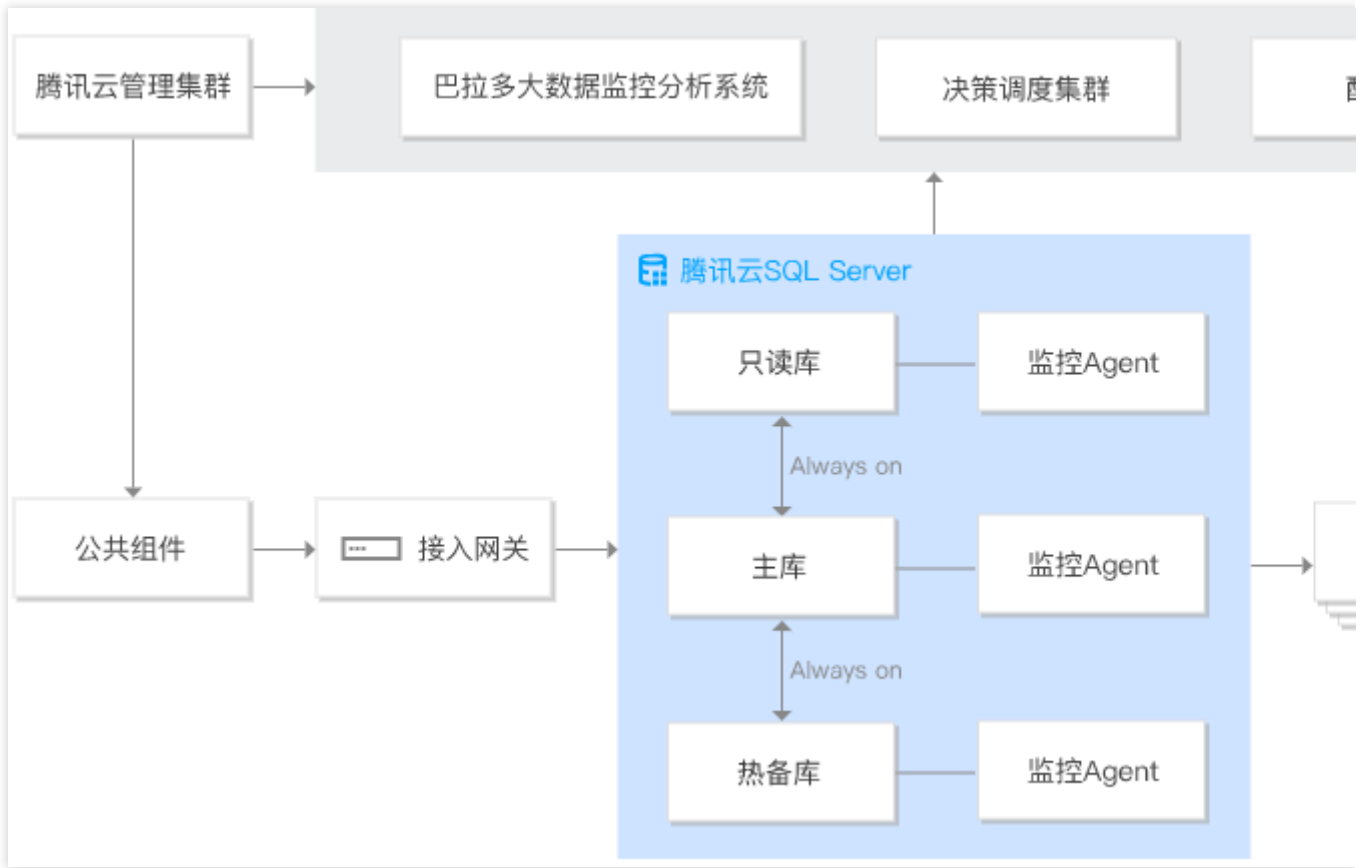 腾讯云管理集群
巴拉多大数据监控分析系统
决策调度集群
腾讯云SQL Server
只读库
监控Agent
Always on
公共组件
接入网关
主库
监控Agent
Always on
热备库
监控Agent